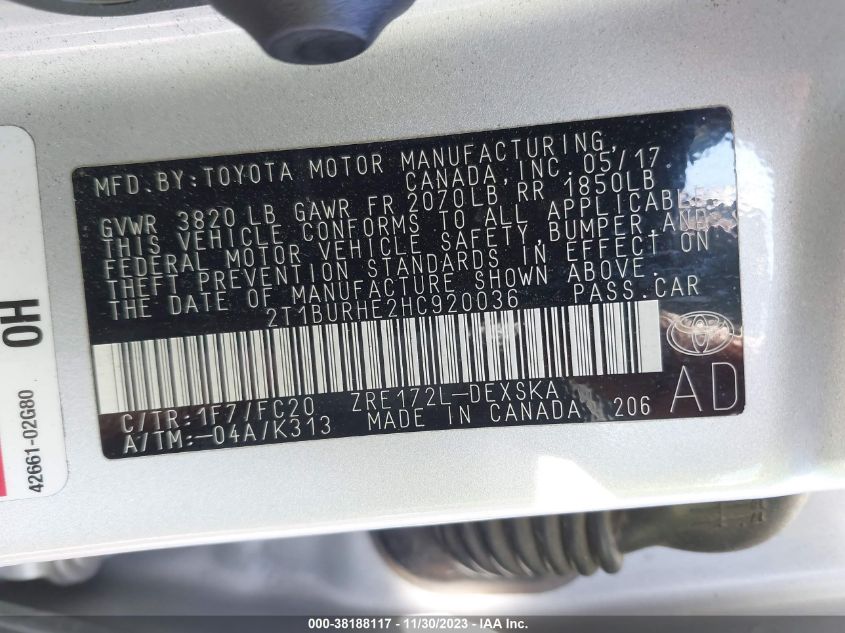 MFD. BY: TOYOTA MOTOR MANUFACTURING,
CANADA, INC. 05/17
GVWR 3820 LB GAWR FR 2070LB RR 1850LB
THIS VEHICLE CONFORMS TO ALL APPLICABLE
FEDERAL MOTOR VEHICLE SAFETY, BUMPER AND
THEFT PREVENTION STANDARDS IN EFFECT ON
THE DATE OF MANUFACTURE SHOWN ABOVE.
2T1BURHE2HC920036 PASS.CAR
C/TR:1F7/FC20 ZRE172L-DEXSKA
A/TM:-04A/K313 MADE IN CANADA 206
AD
OH
42661-02G80
000-38188117 - 11/30/2023 - IAA Inc.